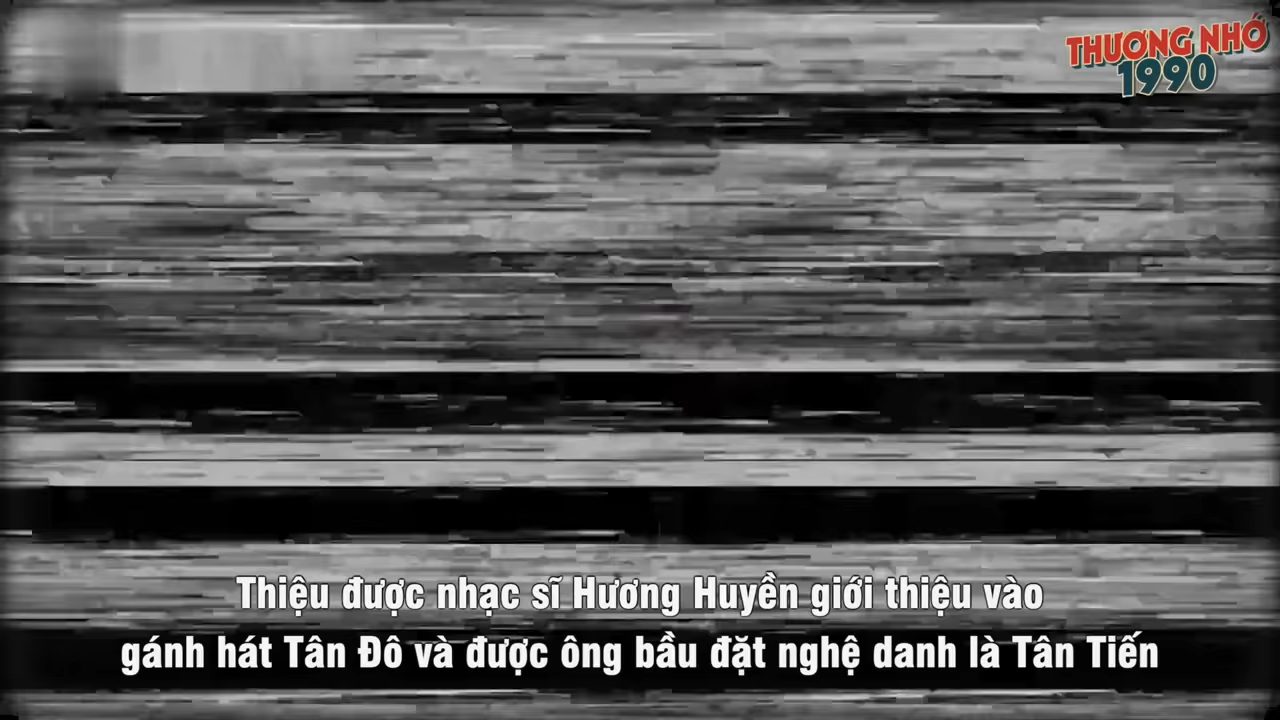 THƯƠNG NHỚ
1990
Thiệu được nhạc sĩ Hương Huyền giới thiệu vào
gánh hát Tân Đô và được ông bầu đặt nghệ danh là Tân Tiến